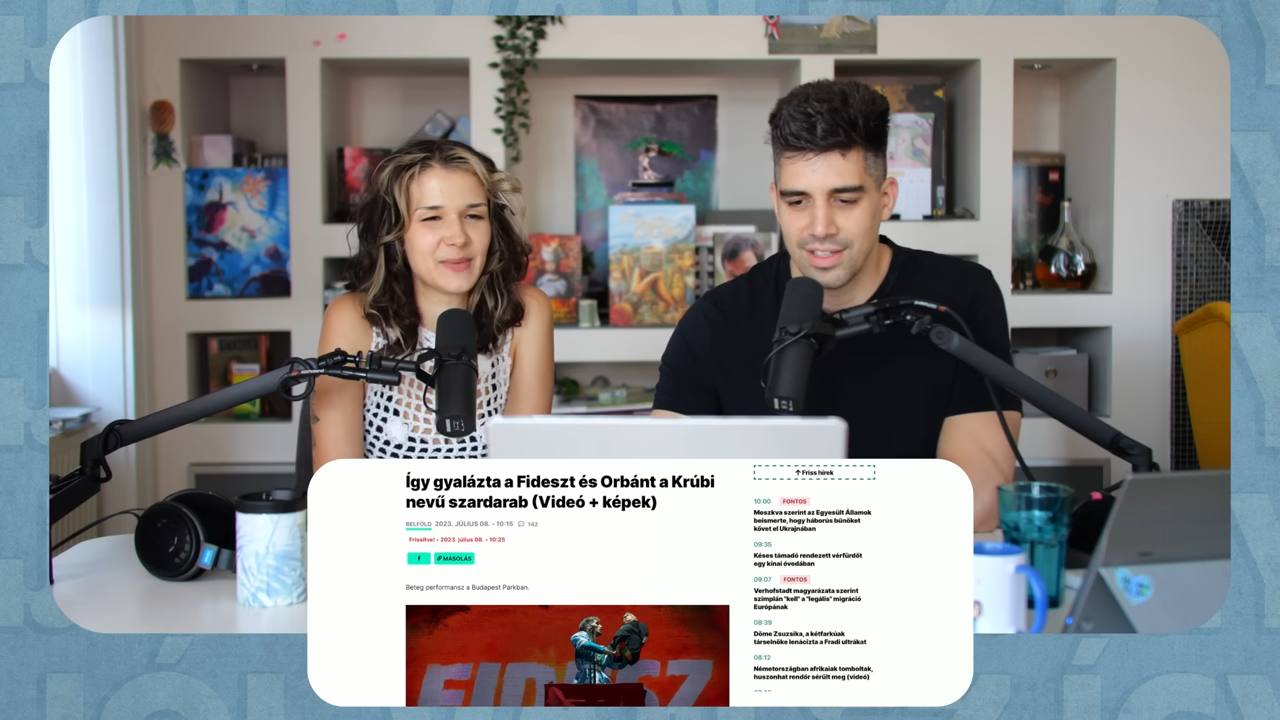 Így gyalázta a Fideszt és Orbánt a Krúbi
nevű szardarab (Videó + képek)
BELFÖLD 2023. JÚLIUS 08. - 10:15 142
Frissítve! • 2023. július 08. - 10:25
f MÁSOLÁS
Beteg performansz a Budapest Parkban.
FIDESZ
↑ Friss hírek
10:00 FONTOS
Moszkva szerint az Egyesült Államok
beismerte, hogy háborús bűnöket
követ el Ukrajnában
09:35
Késes támadó rendezett vérfürdőt
egy kínai óvodában
09:07 FONTOS
Verhofstadt magyarázata szerint
szimplán "kell" a "legális" migráció
Európának
08:39
Döme Zsuzsika, a kétfarkúak
társelnöke lenácizta a Fradi ultrákat
08:12
Németországban afrikaiak tomboltak,
huszonhat rendőr sérült meg (videó)